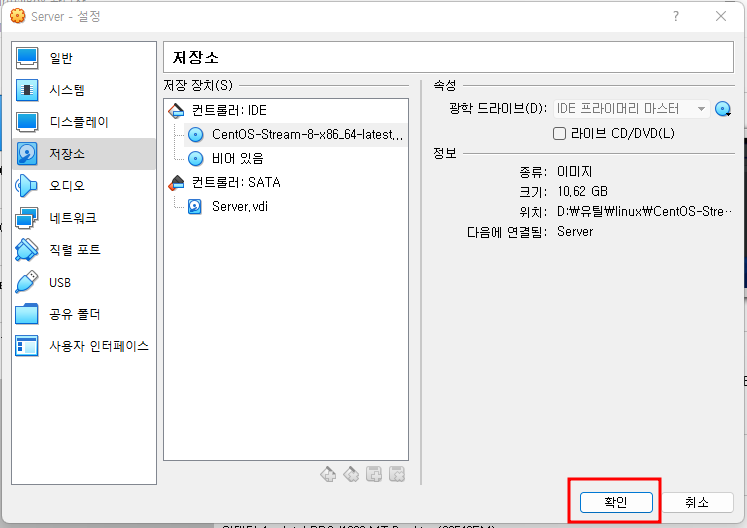 Server - 설정
?
일반
시스템
디스플레이
저장소
오디오
네트워크
직렬 포트
USB
공유 폴더
사용자 인터페이스
저장소
저장 장치(S)
컨트롤러: IDE
CentOS-Stream-8-x86_64-latest...
비어 있음
컨트롤러: SATA
Server.vdi
속성
광학 드라이브(D): IDE 프라이머리 마스터
라이브 CD/DVD(L)
정보
종류: 이미지
크기: 10.62 GB
위치: D:₩유틸₩linux₩CentOS-Stre...
다음에 연결됨: Server
확인
취소